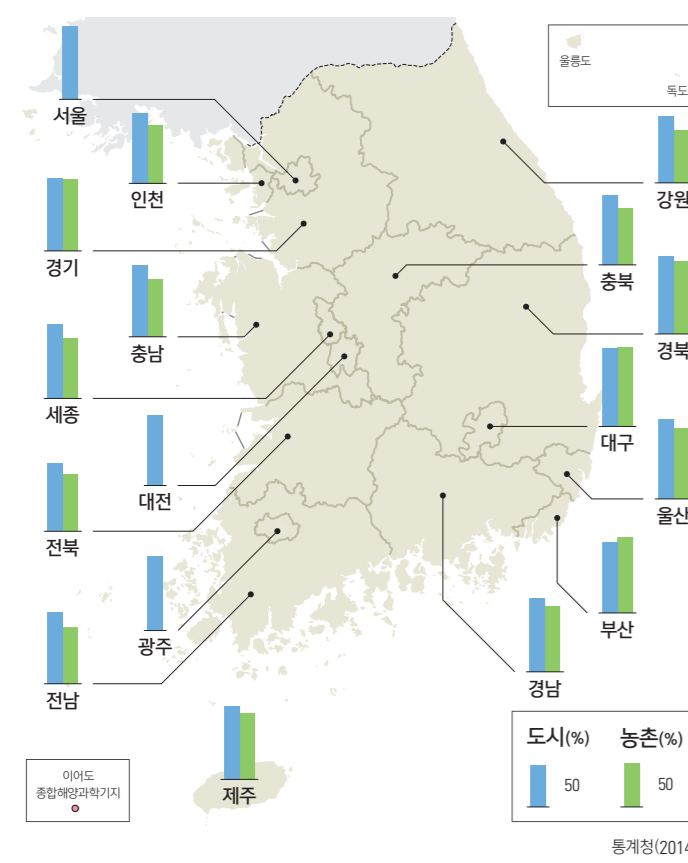 울릉도
독도
서울
인천
강원
경기
충북
충남
경북
세종
대구
대전
울산
전북
부산
광주
경남
전남
제주
도시(%) 농촌(%)
50 50
이어도
종합해양과학기지
통계청(2014